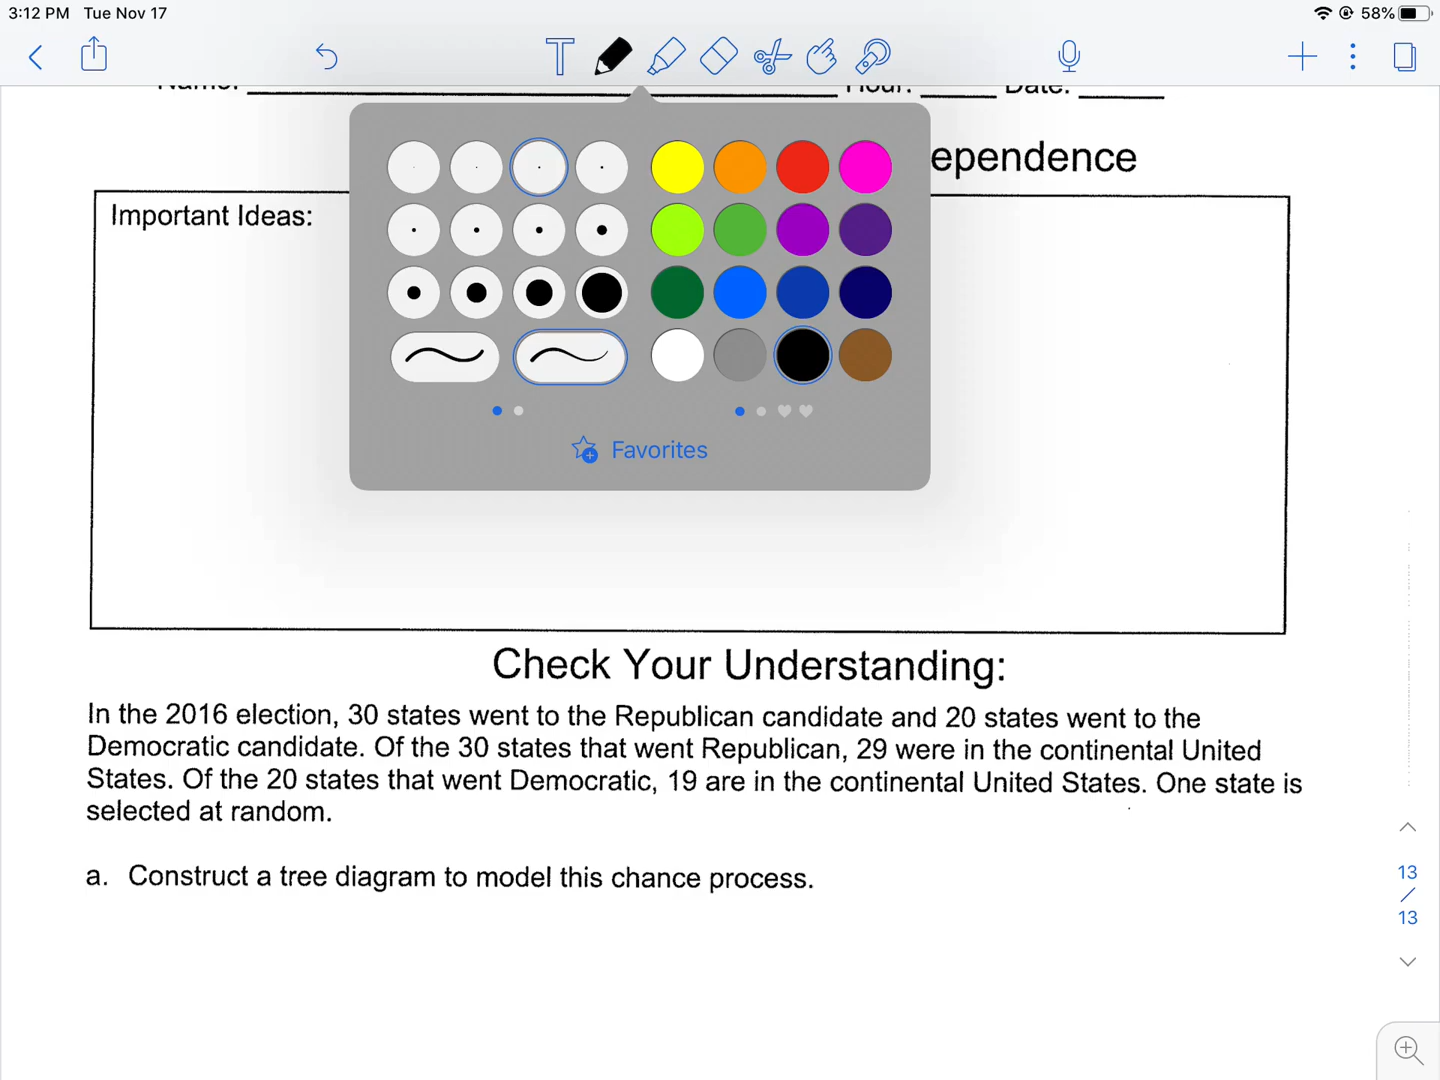 3:12 PM Tue Nov 17
58%
T
Name: Hour: Date:
ependence
Important Ideas:
Favorites
Check Your Understanding:
In the 2016 election, 30 states went to the Republican candidate and 20 states went to the
Democratic candidate. Of the 30 states that went Republican, 29 were in the continental United
States. Of the 20 states that went Democratic, 19 are in the continental United States. One state is
selected at random.
a. Construct a tree diagram to model this chance process.
13
/
13